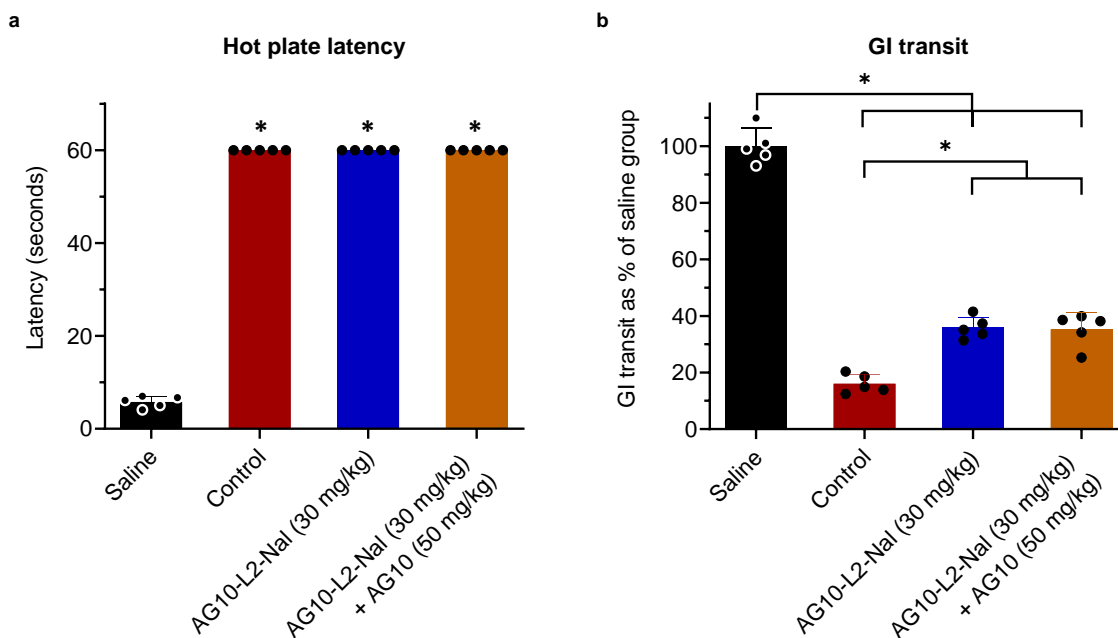 a
Hot plate latency
Latency (seconds)
60
40
20
0
*
*
*
Saline
Control
AG10-L2-Nal (30 mg/kg)
AG10-L2-Nal (30 mg/kg)
+ AG10 (50 mg/kg)
b
GI transit
GI transit as % of saline group
100
80
60
40
20
0
*
*
Saline
Control
AG10-L2-Nal (30 mg/kg)
AG10-L2-Nal (30 mg/kg)
+ AG10 (50 mg/kg)